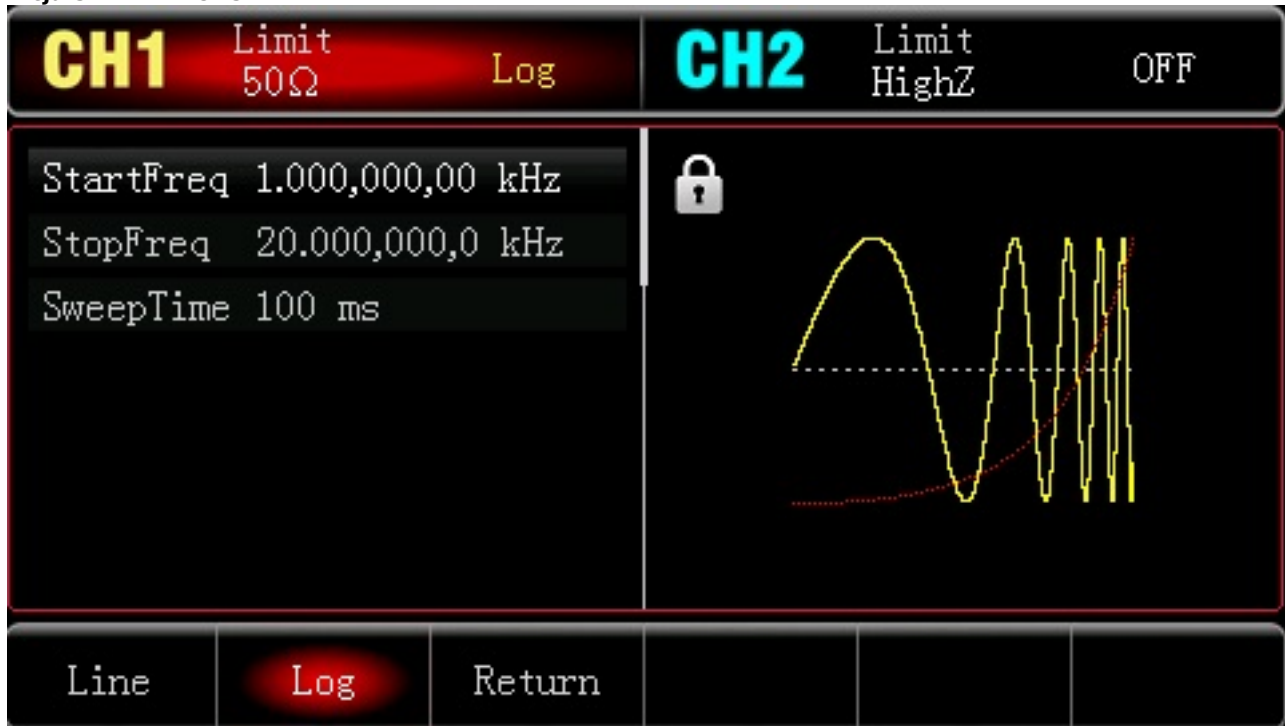 CH1 Limit 50Ω Log
CH2 Limit HighZ OFF
StartFreq 1.000,000,00 kHz
StopFreq 20.000,000,0 kHz
SweepTime 100 ms
Line Log Return